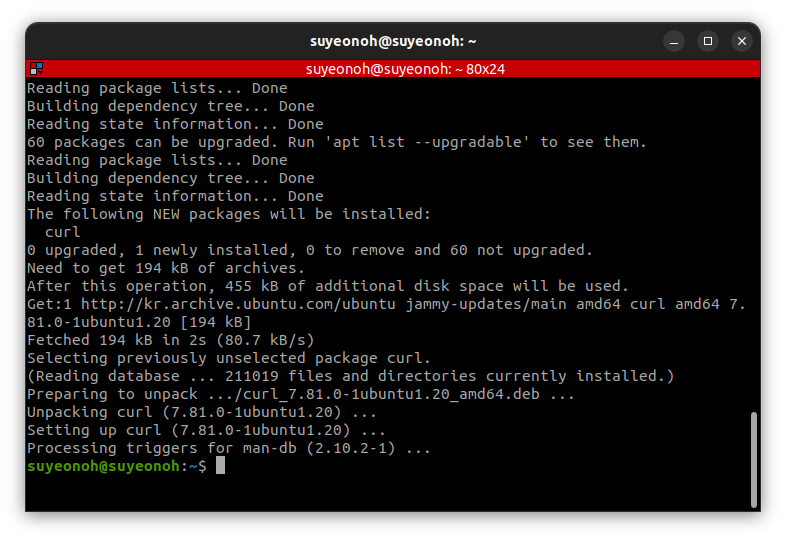 suyeonoh@suyeonoh: ~
suyeonoh@suyeonoh: ~ 80x24
Reading package lists... Done
Building dependency tree... Done
Reading state information... Done
60 packages can be upgraded. Run 'apt list --upgradable' to see them.
Reading package lists... Done
Building dependency tree... Done
Reading state information... Done
The following NEW packages will be installed:
  curl
0 upgraded, 1 newly installed, 0 to remove and 60 not upgraded.
Need to get 194 kB of archives.
After this operation, 455 kB of additional disk space will be used.
Get:1 http://kr.archive.ubuntu.com/ubuntu jammy-updates/main amd64 curl amd64 7.
81.0-1ubuntu1.20 [194 kB]
Fetched 194 kB in 2s (80.7 kB/s)
Selecting previously unselected package curl.
(Reading database ... 211019 files and directories currently installed.)
Preparing to unpack .../curl_7.81.0-1ubuntu1.20_amd64.deb ...
Unpacking curl (7.81.0-1ubuntu1.20) ...
Setting up curl (7.81.0-1ubuntu1.20) ...
Processing triggers for man-db (2.10.2-1) ...
suyeonoh@suyeonoh:~$